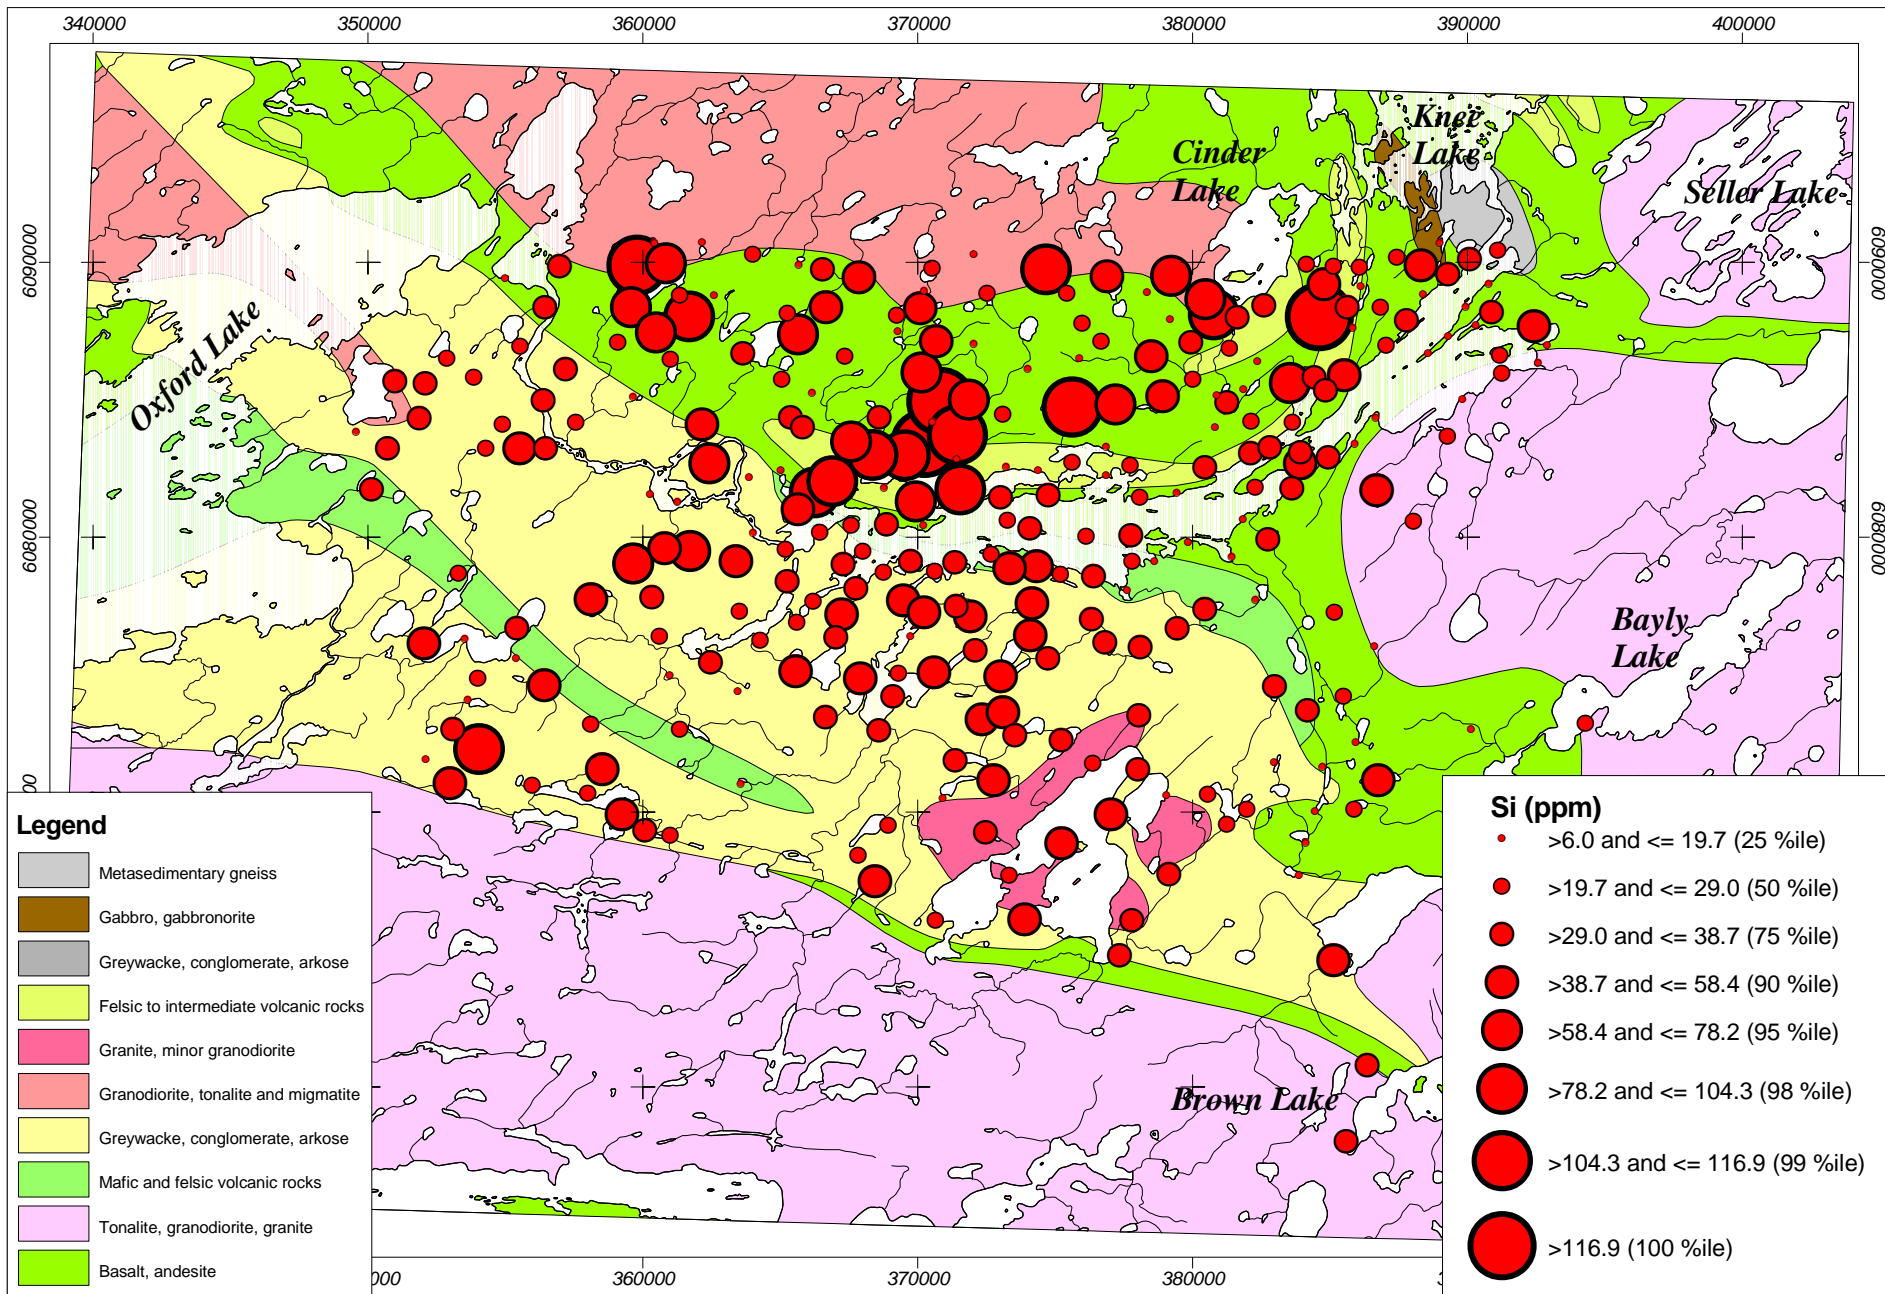 340000 350000 360000 370000 380000 390000 400000
Knee
Lake
Cinder
Lake
Seller Lake
6090000 6090000
Oxford Lake
6080000 6080000
Bayly
Lake
Brown Lake
Legend
Metasedimentary gneiss
Gabbro, gabbronorite
Greywacke, conglomerate, arkose
Felsic to intermediate volcanic rocks
Granite, minor granodiorite
Granodiorite, tonalite and migmatite
Greywacke, conglomerate, arkose
Mafic and felsic volcanic rocks
Tonalite, granodiorite, granite
Basalt, andesite
Si (ppm)
>6.0 and <= 19.7 (25 %ile)
>19.7 and <= 29.0 (50 %ile)
>29.0 and <= 38.7 (75 %ile)
>38.7 and <= 58.4 (90 %ile)
>58.4 and <= 78.2 (95 %ile)
>78.2 and <= 104.3 (98 %ile)
>104.3 and <= 116.9 (99 %ile)
>116.9 (100 %ile)
360000 370000 380000